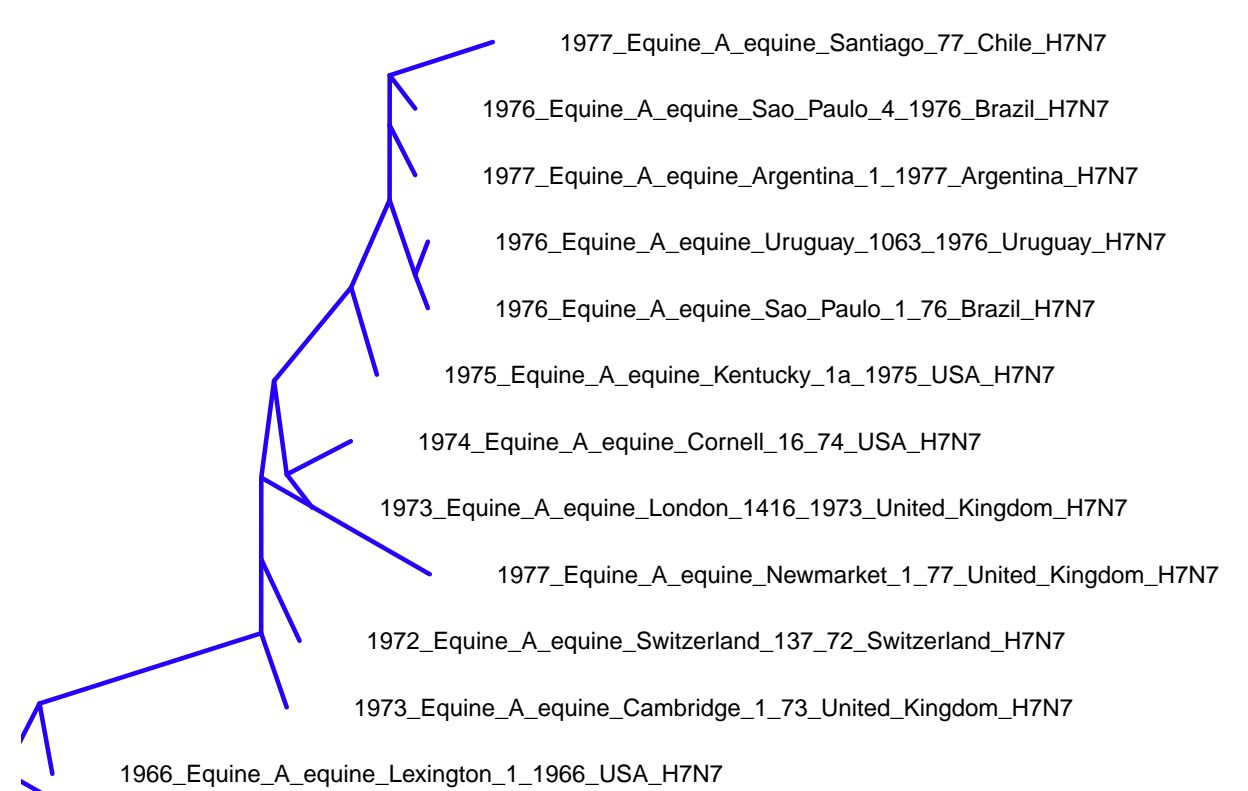 1977_Equine_A_equine_Santiago_77_Chile_H7N7
1976_Equine_A_equine_Sao_Paulo_4_1976_Brazil_H7N7
1977_Equine_A_equine_Argentina_1_1977_Argentina_H7N7
1976_Equine_A_equine_Uruguay_1063_1976_Uruguay_H7N7
1976_Equine_A_equine_Sao_Paulo_1_76_Brazil_H7N7
1975_Equine_A_equine_Kentucky_1a_1975_USA_H7N7
1974_Equine_A_equine_Cornell_16_74_USA_H7N7
1973_Equine_A_equine_London_1416_1973_United_Kingdom_H7N7
1977_Equine_A_equine_Newmarket_1_77_United_Kingdom_H7N7
1972_Equine_A_equine_Switzerland_137_72_Switzerland_H7N7
1973_Equine_A_equine_Cambridge_1_73_United_Kingdom_H7N7
1966_Equine_A_equine_Lexington_1_1966_USA_H7N7